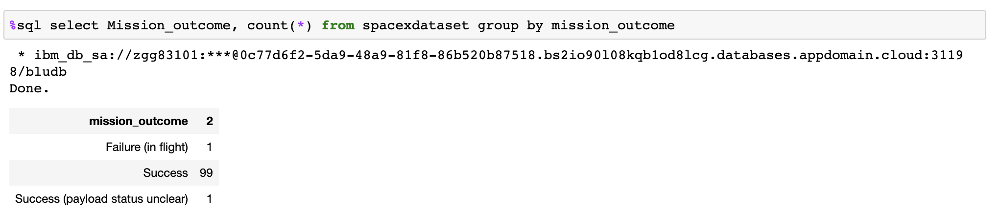 %sql select Mission_outcome, count(*) from spacexdataset group by mission_outcome
* ibm_db_sa://zgg83101:***@0c77d6f2-5da9-48a9-81f8-86b520b87518.bs2io90l08kqb1od8lcg.databases.appdomain.cloud:3119
8/bludb
Done.
mission_outcome 2
Failure (in flight) 1
Success 99
Success (payload status unclear) 1